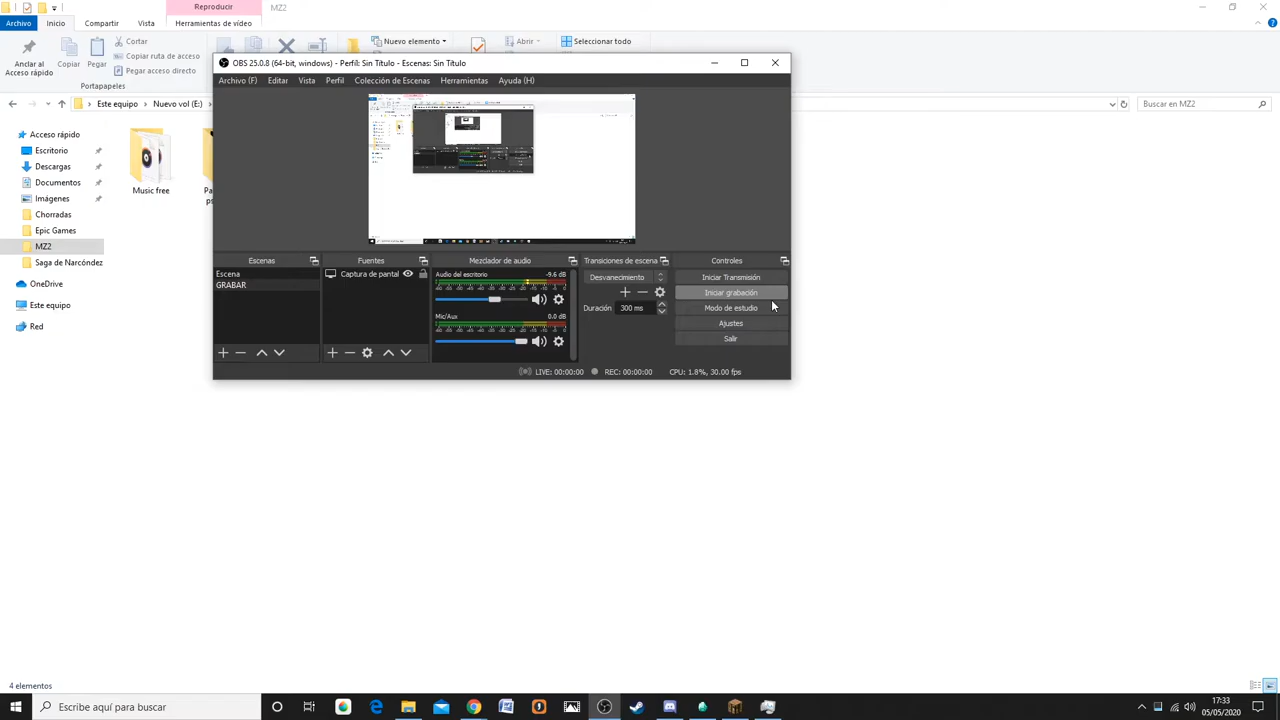 Reproducir
MZ2
Archivo
Inicio
Compartir
Vista
Herramientas de vídeo
Anclar al
Acceso rápido
Copiar
Pegar
Cortar
Copiar ruta de acceso
Pegar acceso directo
Portapapeles
Nuevo elemento
Abrir
Seleccionar todo
Este equipo > Nuevo vol (E:) >
Acceso rápido
Escritorio
Descargas
Documentos
Imágenes
Chorradas
Epic Games
MZ2
Saga de Narcóndez
OneDrive
Este equipo
Red
Music free
OBS 25.0.8 (64-bit, windows) - Perfil: Sin Título - Escenas: Sin Título
Archivo (F)
Editar
Vista
Perfil
Colección de Escenas
Herramientas
Ayuda (H)
Escenas
Escena
GRABAR
Fuentes
Captura de pantal
Mezclador de audio
Audio del escritorio
-9.6 dB
Mic/Aux
0.0 dB
Transiciones de escena
Desvanecimiento
Duración
300 ms
Controles
Iniciar Transmisión
Iniciar grabación
Modo de estudio
Ajustes
Salir
LIVE: 00:00:00
REC: 00:00:00
CPU: 1.8%, 30.00 fps
4 elementos
Escribe aquí para buscar
17:33
05/05/2020